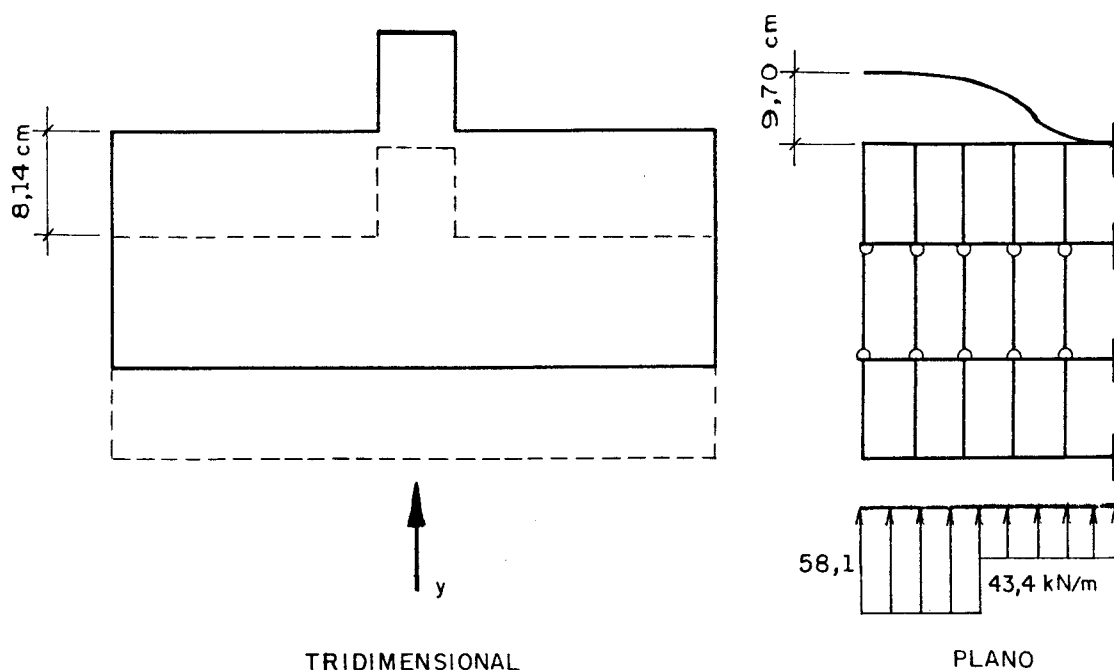 8,14 cm
9,70 cm
58,1
43,4 kN/m
y
TRIDIMENSIONAL
PLANO